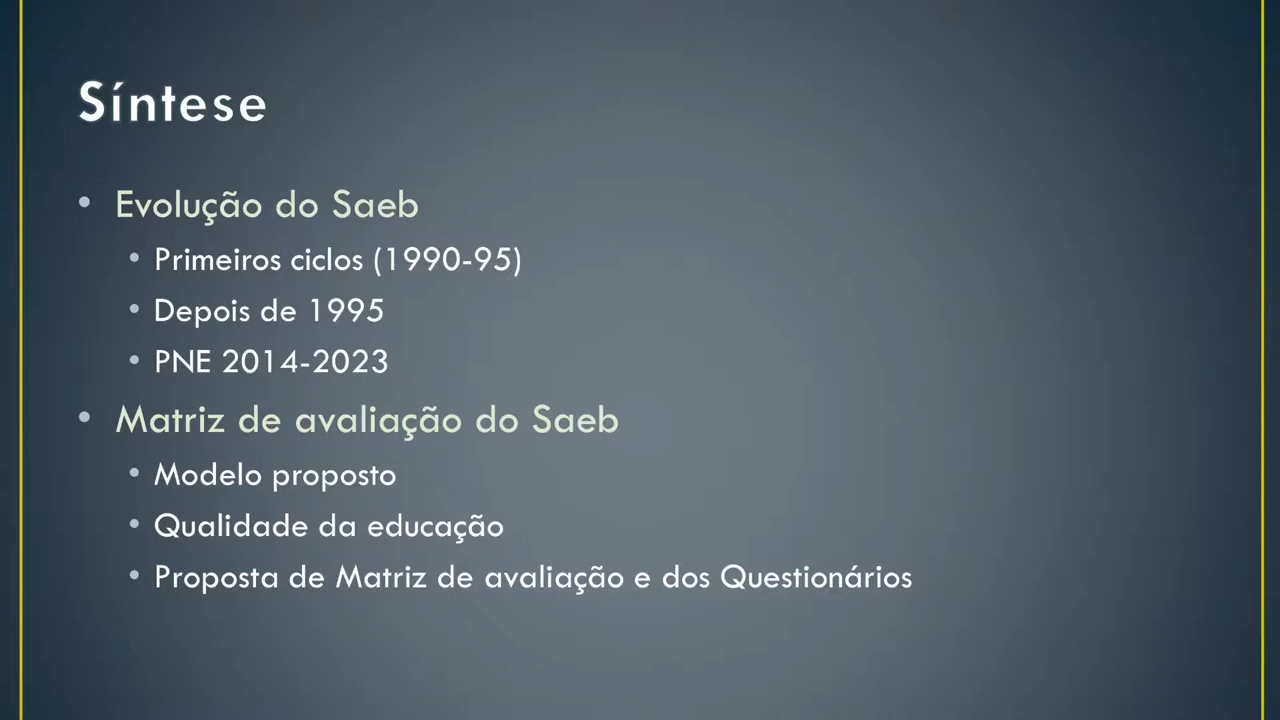 Síntese
• Evolução do Saeb
• Primeiros ciclos (1990-95)
• Depois de 1995
• PNE 2014-2023
• Matriz de avaliação do Saeb
• Modelo proposto
• Qualidade da educação
• Proposta de Matriz de avaliação e dos Questionários